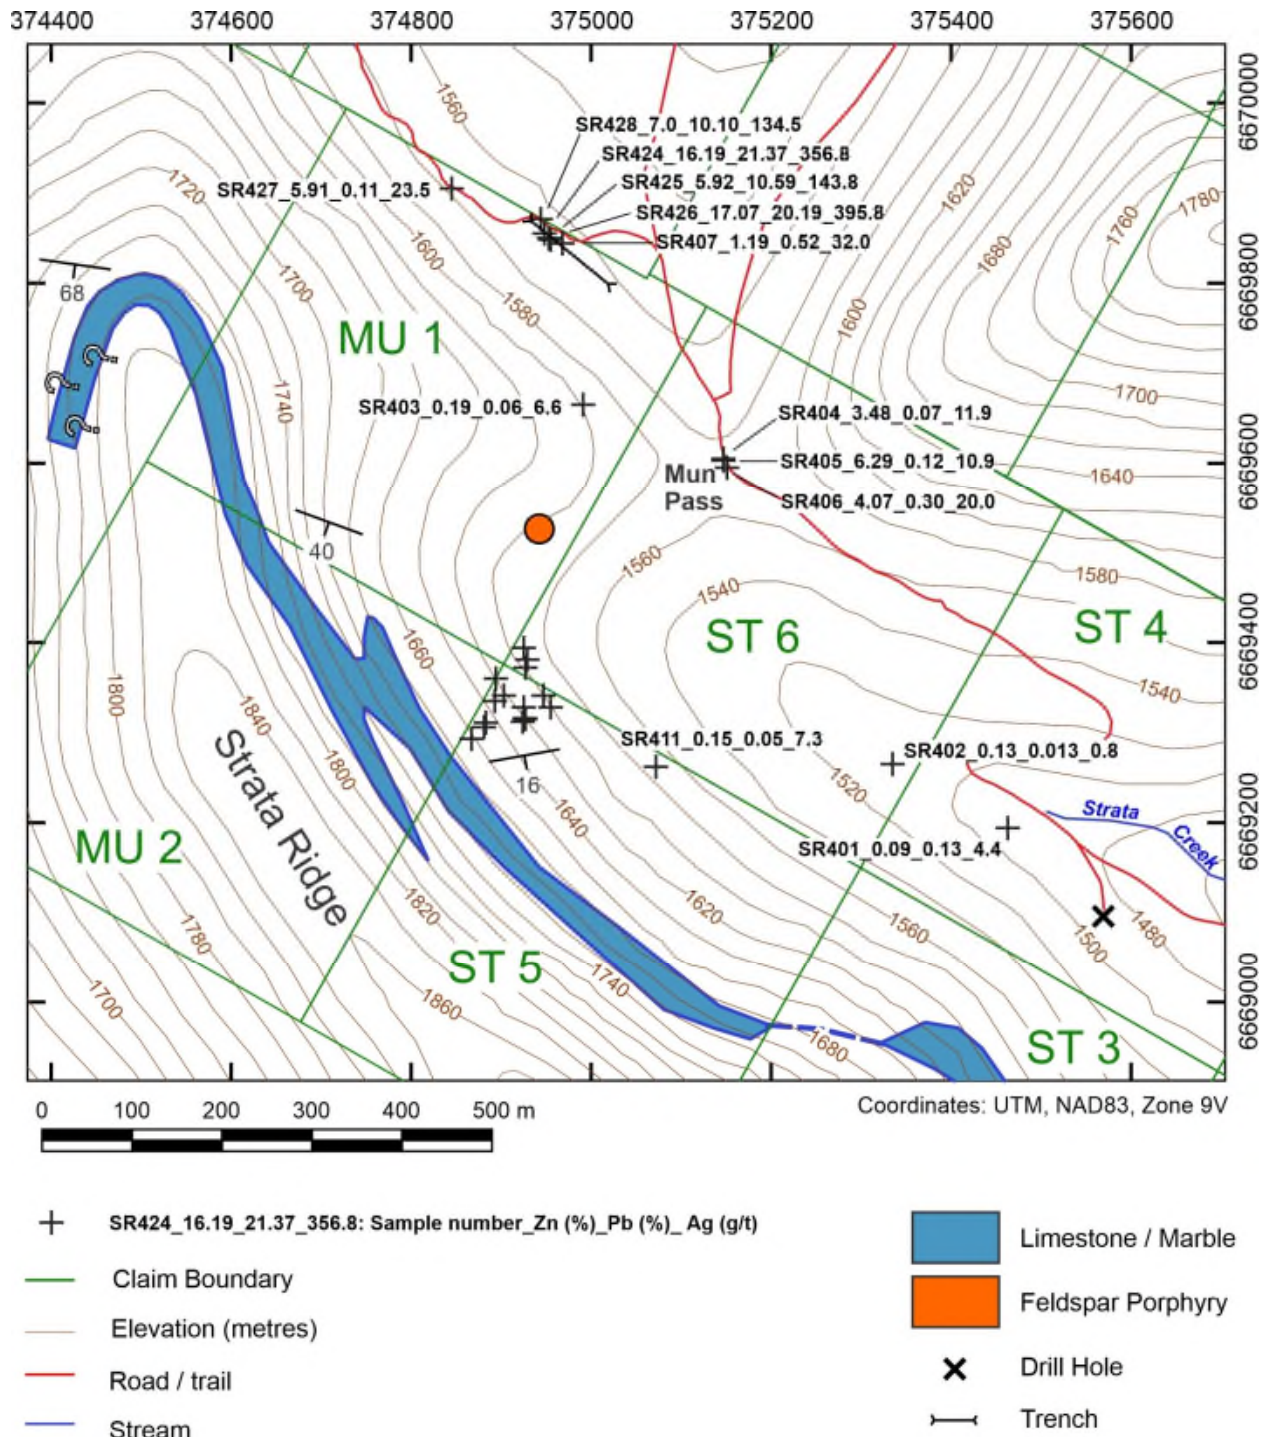 374400 374600 374800 375000 375200 375400 375600
6670000
1560
SR428_7.0_10.10_134.5
SR424_16.19_21.37_356.8
SR425_5.92_10.59_143.8
SR426_17.07_20.19_395.8
SR407_1.19_0.52_32.0
SR427_5.91_0.11_23.5
1720
1620
1780
1760
1680
1600
1700
1580
6669800
68
1600
MU 1
1740
SR403_0.19_0.06_6.6
SR404_3.48_0.07_11.9
SR405_6.29_0.12_10.9
SR406_4.07_0.30_20.0
Mun
Pass
1700
1640
6669600
?
?
?
40
1560
1580
1540
ST 6
ST 4
1660
6669400
1540
1800
1840
1800
Strata Ridge
SR411_0.15_0.05_7.3
SR402_0.13_0.013_0.8
16
1520
1640
Strata
Creek
6669200
MU 2
SR401_0.09_0.13_4.4
1820
1620
1560
1480
1500
1780
ST 5
1740
1700
1860
1680
ST 3
6669000
0 100 200 300 400 500 m
Coordinates: UTM, NAD83, Zone 9V
SR424_16.19_21.37_356.8: Sample number_Zn (%)_Pb (%)_ Ag (g/t)
Claim Boundary
Elevation (metres)
Road / trail
Stream
Limestone / Marble
Feldspar Porphyry
Drill Hole
Trench